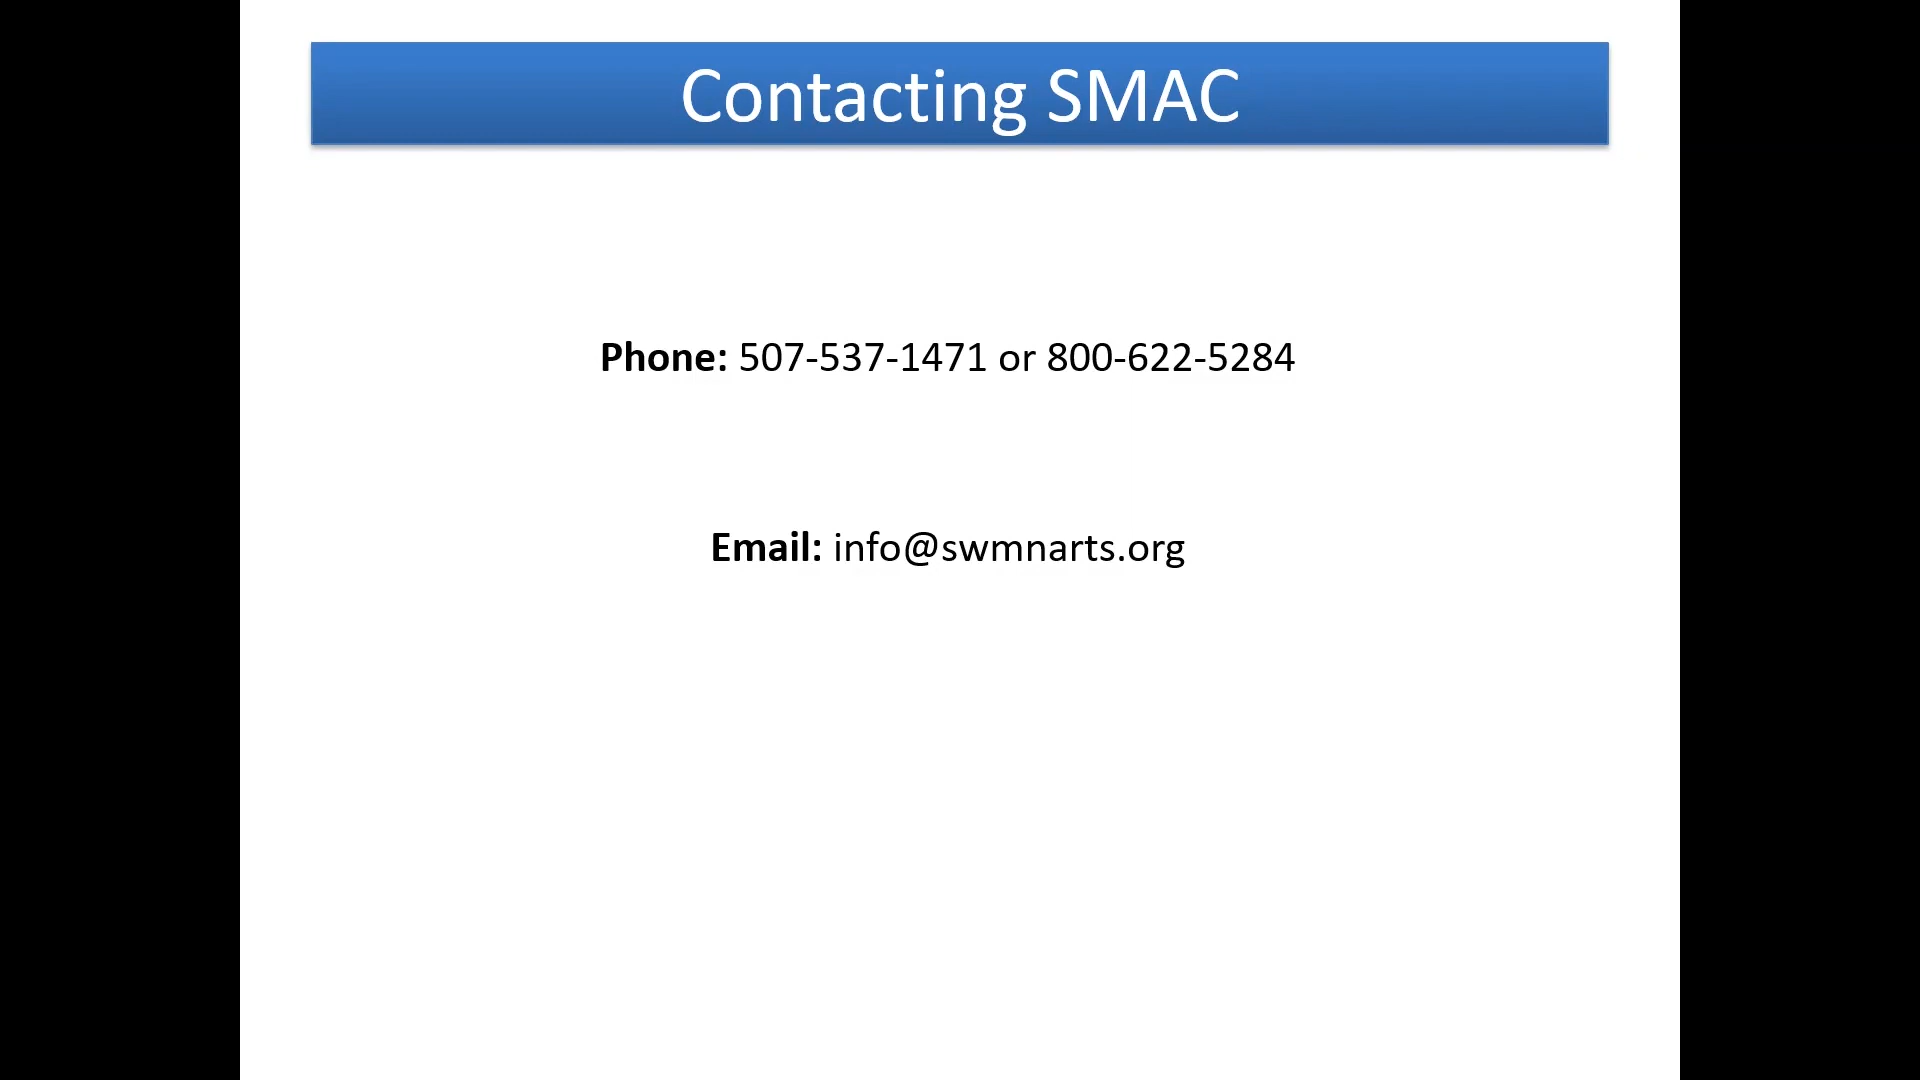 Contacting SMAC
Phone: 507-537-1471 or 800-622-5284
Email: info@swmnarts.org